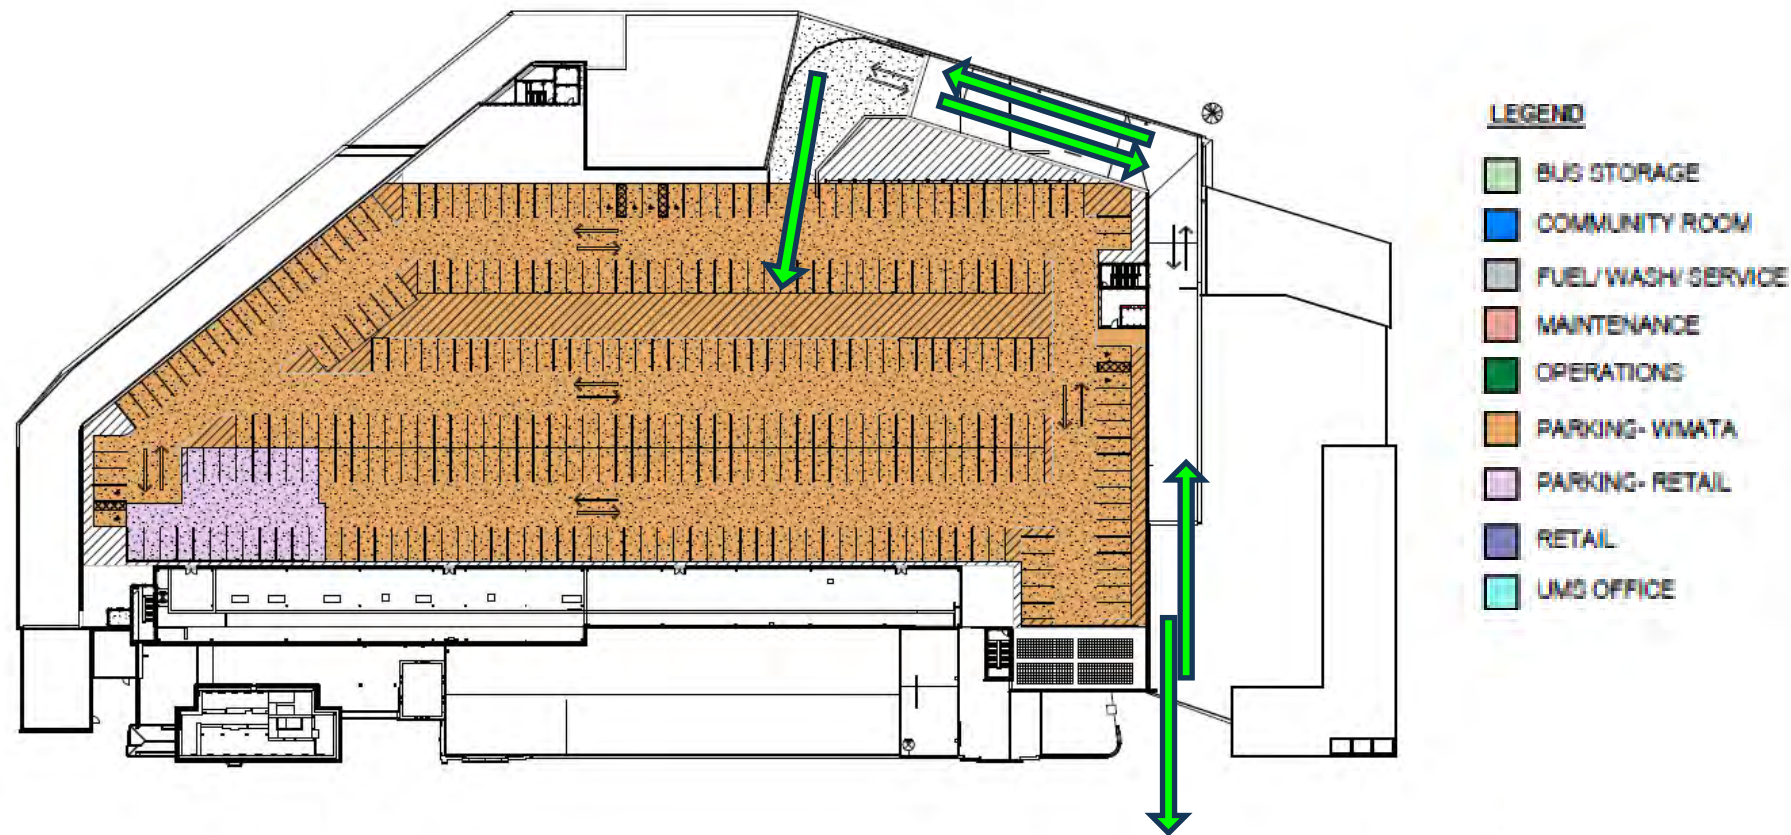 LEGEND
BUS STORAGE
COMMUNITY ROOM
FUEL/ WASH/ SERVICE
MAINTENANCE
OPERATIONS
PARKING- WMATA
PARKING- RETAIL
RETAIL
UMS OFFICE